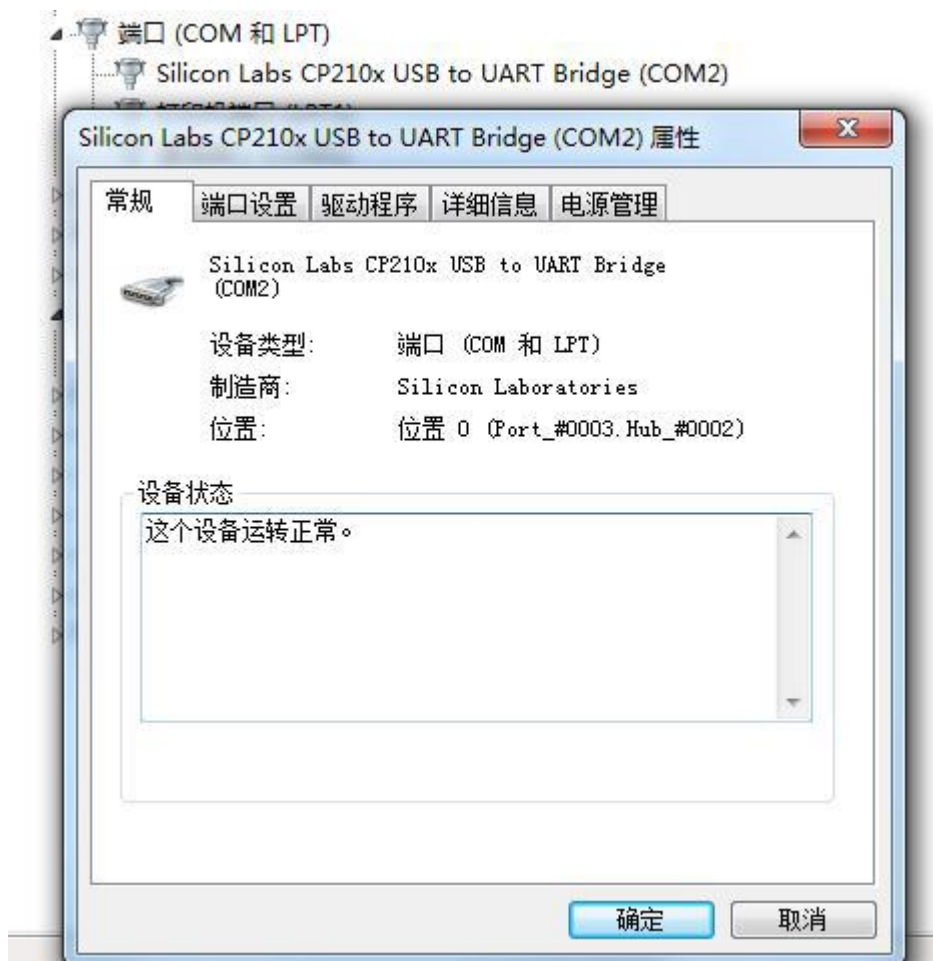 端口 (COM 和 LPT)
Silicon Labs CP210x USB to UART Bridge (COM2)
Silicon Labs CP210x USB to UART Bridge (COM2) 属性
常规
端口设置
驱动程序
详细信息
电源管理
Silicon Labs CP210x USB to UART Bridge
(COM2)
设备类型: 端口 (COM 和 LPT)
制造商: Silicon Laboratories
位置: 位置 0 (Port_#0003.Hub_#0002)
设备状态
这个设备运转正常。
确定
取消